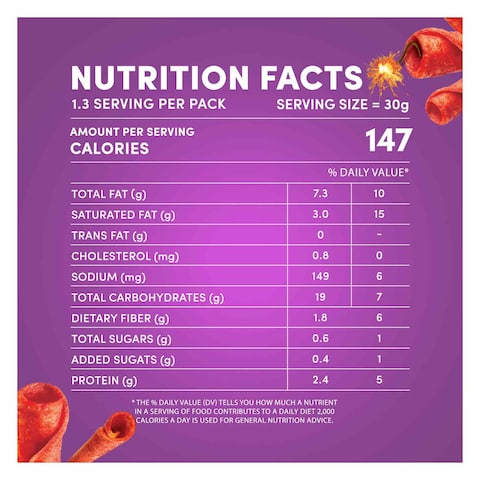 NUTRITION FACTS
1.3 SERVING PER PACK SERVING SIZE = 30g
AMOUNT PER SERVING
CALORIES 147
% DAILY VALUE*
TOTAL FAT (g) 7.3 10
SATURATED FAT (g) 3.0 15
TRANS FAT (g) 0 -
CHOLESTEROL (mg) 0.8 0
SODIUM (mg) 149 6
TOTAL CARBOHYDRATES (g) 19 7
DIETARY FIBER (g) 1.8 6
TOTAL SUGARS (g) 0.6 1
ADDED SUGATS (g) 0.4 1
PROTEIN (g) 2.4 5
* THE % DAILY VALUE (DV) TELLS YOU HOW MUCH A NUTRIENT
IN A SERVING OF FOOD CONTRIBUTES TO A DAILY DIET 2,000
CALORIES A DAY IS USED FOR GENERAL NUTRITION ADVICE.